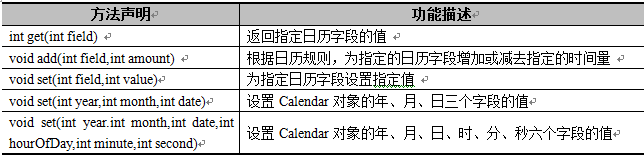 方法声明 功能描述
int get(int field) 返回指定日历字段的值
void add(int field,int amount) 根据日历规则，为指定的日历字段增加或减去指定的时间量
void set(int field,int value) 为指定日历字段设置指定值
void set(int year,int month,int date) 设置 Calendar 对象的年、月、日三个字段的值
void set(int year.int month,int date,int
hourOfDay,int minute,int second) 设置 Calendar 对象的年、月、日、时、分、秒六个字段的值